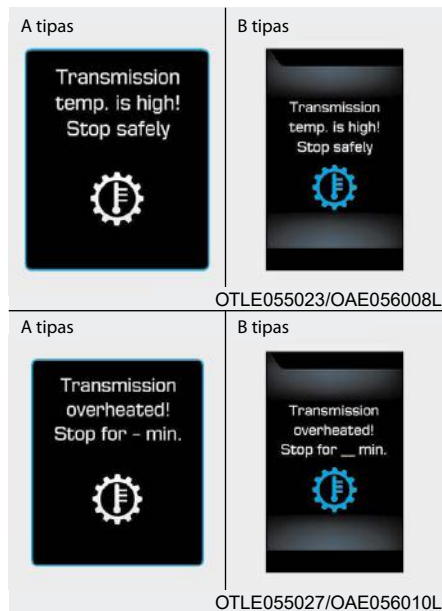 A tipas
B tipas
Transmission
temp. is high!
Stop safely
Transmission
temp. is high!
Stop safely
OTLE055023/OAE056008L
A tipas
B tipas
Transmission
overheated!
Stop for - min.
Transmission
overheated!
Stop for __ min.
OTLE055027/OAE056010L